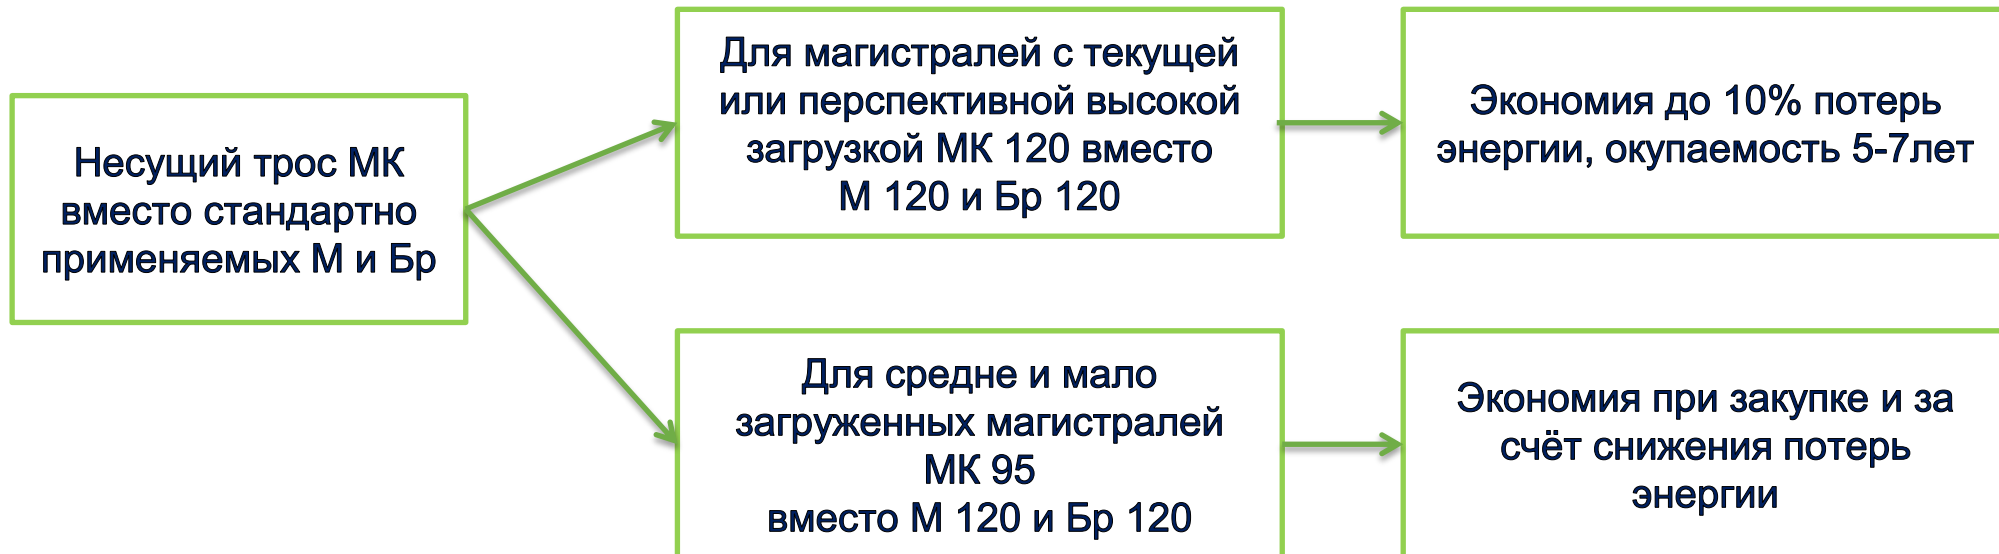 Несущий трос МК
вместо стандартно
применяемых М и Бр
Для магистралей с текущей
или перспективной высокой
загрузкой МК 120 вместо
М 120 и Бр 120
Экономия до 10% потерь
энергии, окупаемость 5-7лет
Для средне и мало
загруженных магистралей
МК 95
вместо М 120 и Бр 120
Экономия при закупке и за
счёт снижения потерь
энергии